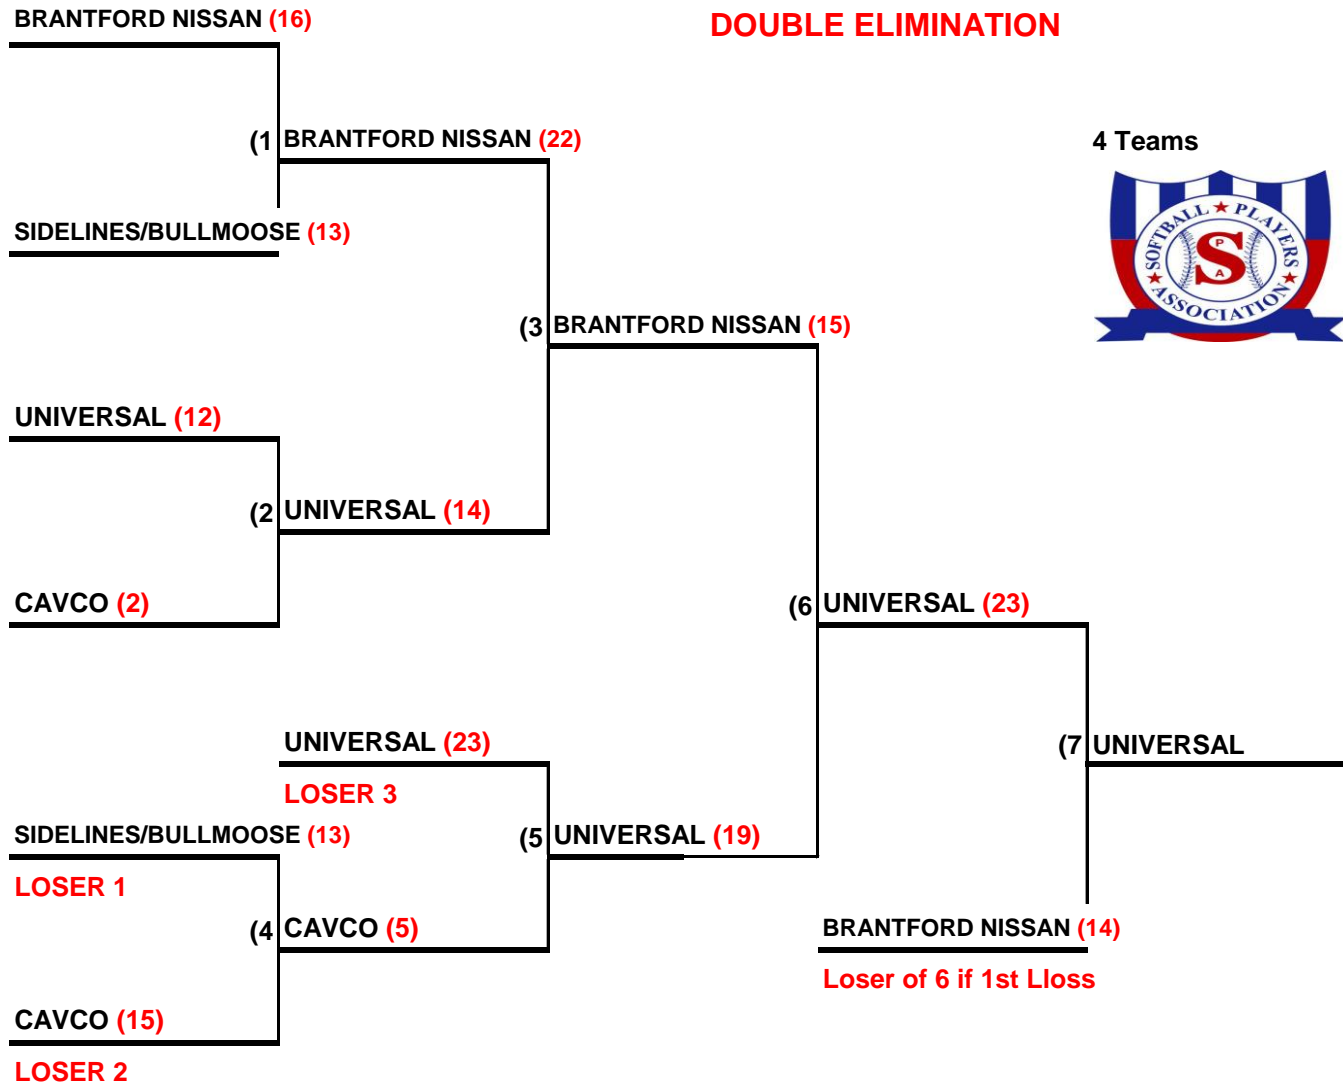 BRANTFORD NISSAN (16)
DOUBLE ELIMINATION
(1 BRANTFORD NISSAN (22)
4 Teams
SOFTBALL ★ PLAYERS ★ ASSOCIATION ★
P
S
A
SIDELINES/BULLMOOSE (13)
(3 BRANTFORD NISSAN (15)
UNIVERSAL (12)
(2 UNIVERSAL (14)
CAVCO (2)
(6 UNIVERSAL (23)
UNIVERSAL (23)
(7 UNIVERSAL
LOSER 3
SIDELINES/BULLMOOSE (13)
(5 UNIVERSAL (19)
LOSER 1
(4 CAVCO (5)
BRANTFORD NISSAN (14)
Loser of 6 if 1st Lloss
CAVCO (15)
LOSER 2